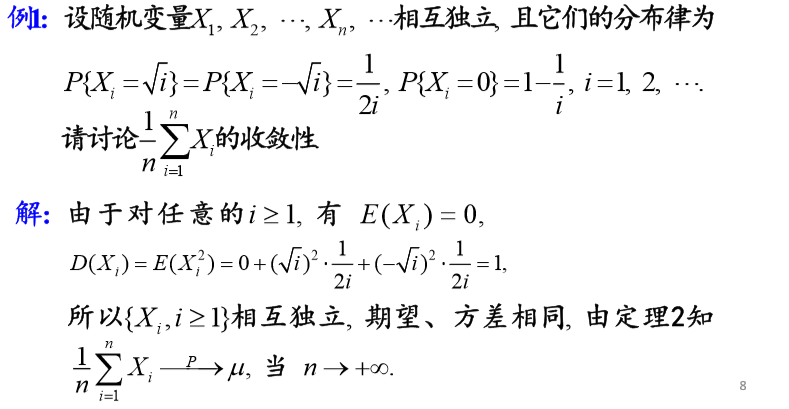 例1: 设随机变量X₁, X₂, ⋯, Xₙ, ⋯相互独立, 且它们的分布律为
P{Xᵢ=√i}=P{Xᵢ=−√i}=1/2i, P{Xᵢ=0}=1−1/i, i=1, 2, ⋯.
请讨论1/n ∑ᵢ₌₁ⁿ Xᵢ的收敛性.
解: 由于对任意的i≥1, 有 E(Xᵢ)=0,
D(Xᵢ)=E(Xᵢ²)=0+(√i)²·1/2i+(−√i)²·1/2i=1,
所以{Xᵢ,i≥1}相互独立, 期望、方差相同, 由定理2知
1/n ∑ᵢ₌₁ⁿ Xᵢ —P→ μ, 当 n→+∞.
8